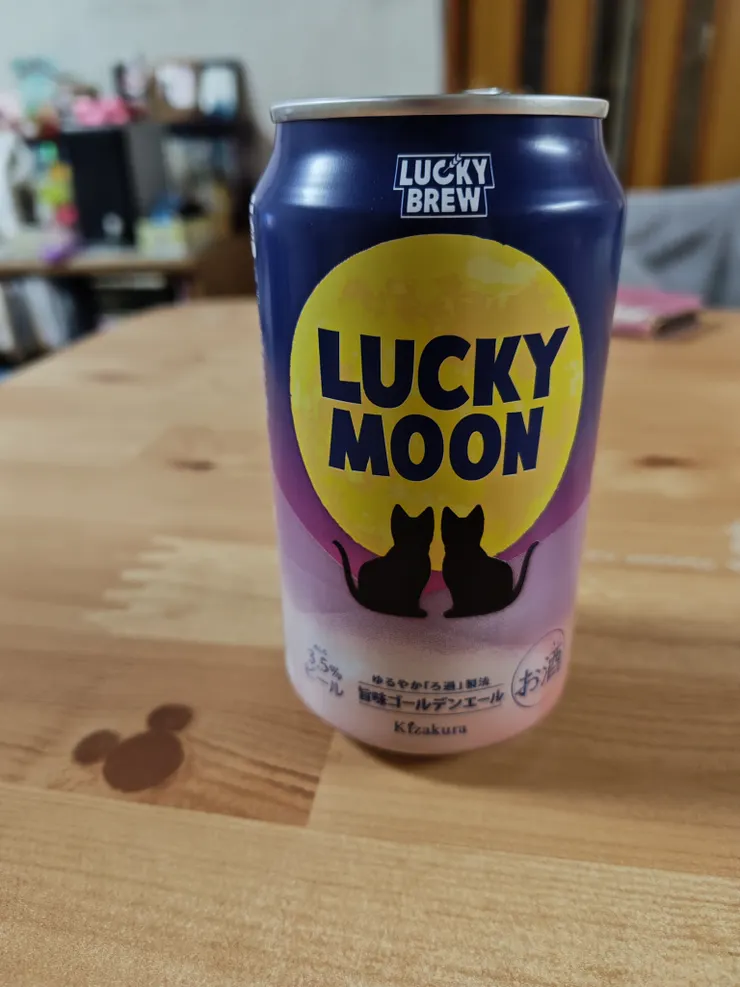 LUCKY
BREW
LUCKY
MOON
3.5%
ビール
ゆるやか「ろ過」製法
旨味ゴールデンエール
お酒
Kizakura